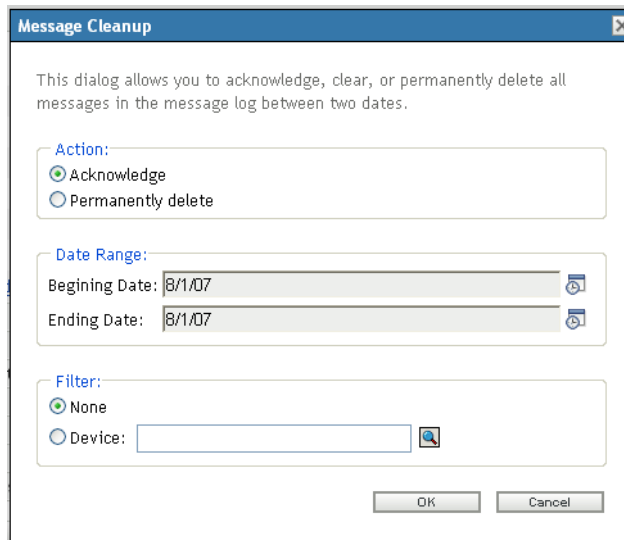 Message Cleanup
This dialog allows you to acknowledge, clear, or permanently delete all
messages in the message log between two dates.
Action:
Acknowledge
Permanently delete
Date Range:
Begining Date: 8/1/07
Ending Date: 8/1/07
Filter:
None
Device:
OK Cancel